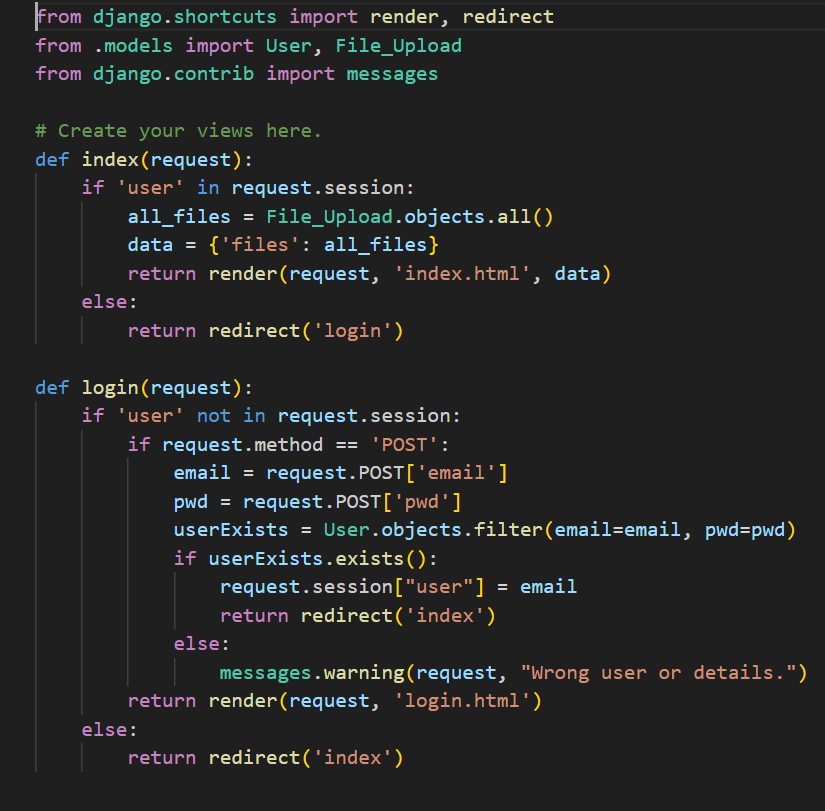 from django.shortcuts import render, redirect
from .models import User, File_Upload
from django.contrib import messages

# Create your views here.
def index(request):
    if 'user' in request.session:
        all_files = File_Upload.objects.all()
        data = {'files': all_files}
        return render(request, 'index.html', data)
    else:
        return redirect('login')

def login(request):
    if 'user' not in request.session:
        if request.method == 'POST':
            email = request.POST['email']
            pwd = request.POST['pwd']
            userExists = User.objects.filter(email=email, pwd=pwd)
            if userExists.exists():
                request.session["user"] = email
                return redirect('index')
            else:
                messages.warning(request, "Wrong user or details.")
        return render(request, 'login.html')
    else:
        return redirect('index')